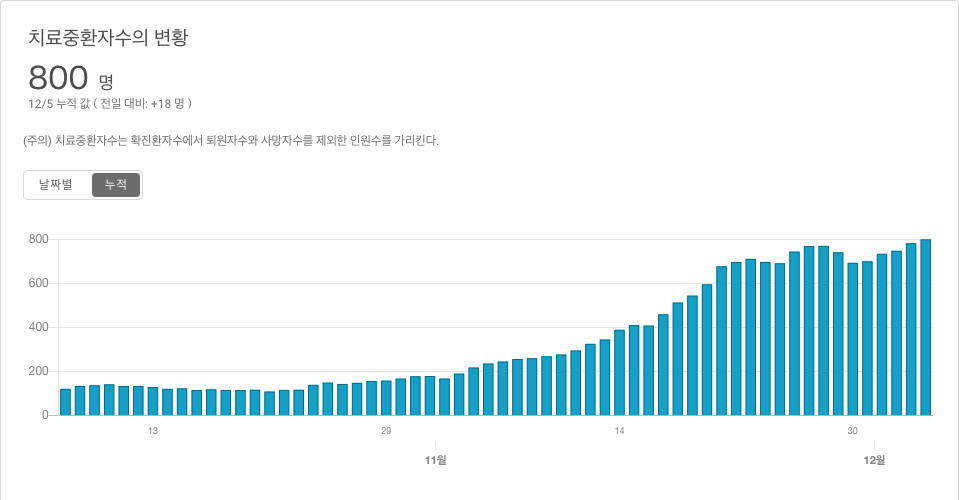 치료중환자수의 변황
800 명
12/5 누적 값 ( 전일 대비: +18 명 )
(주의) 치료중환자수는 확진환자수에서 퇴원자수와 사망자수를 제외한 인원수를 가리킨다.
날짜별 누적
800
600
400
200
0
13 29 14 30
11월 12월